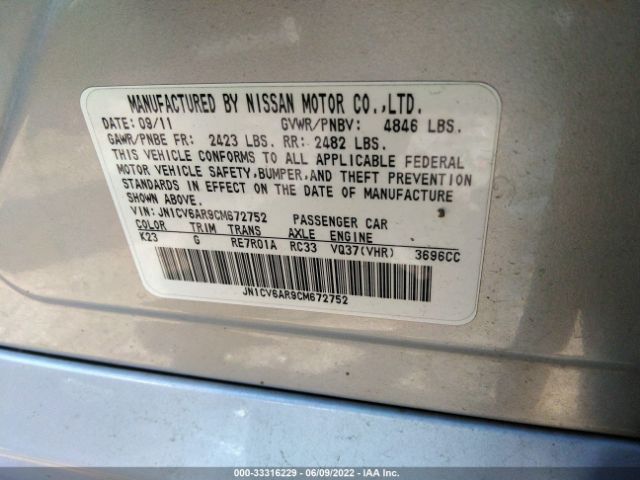 MANUFACTURED BY NISSAN MOTOR CO.,LTD.
DATE: 09/11 GVWR/PNBV: 4846 LBS.
GAWR/PNBE FR: 2423 LBS. RR: 2482 LBS.
THIS VEHICLE CONFORMS TO ALL APPLICABLE FEDERAL
MOTOR VEHICLE SAFETY,BUMPER,AND THEFT PREVENTION
STANDARDS IN EFFECT ON THE DATE OF MANUFACTURE
SHOWN ABOVE.
VIN: JN1CV6AR9CM672752 PASSENGER CAR
COLOR TRIM TRANS AXLE ENGINE
K23 G RE7R01A RC33 VQ37(VHR) 3696CC
JN1CV6AR9CM672752
000-33316229 - 06/09/2022 - IAA Inc.